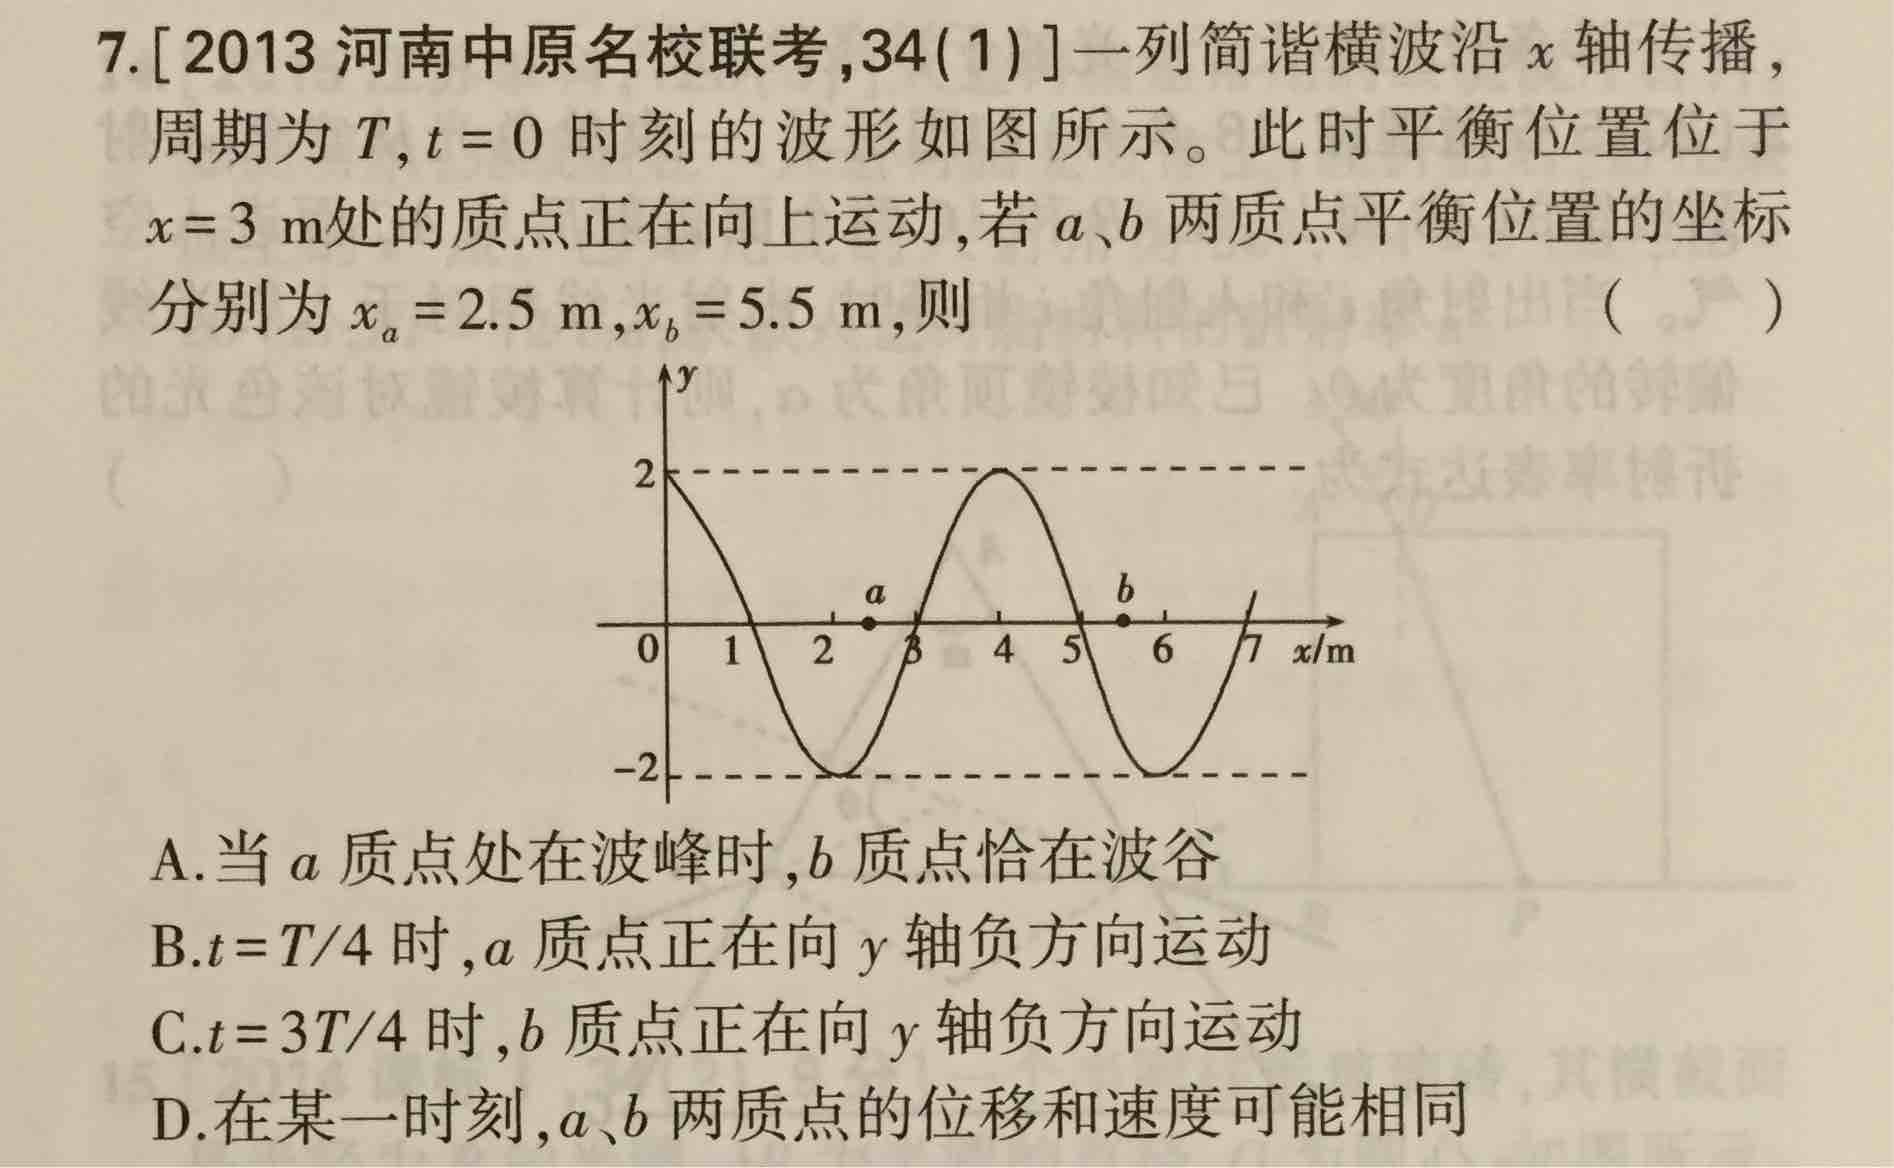 7.[2013 河南中原名校联考,34(1)]一列简谐横波沿 x 轴传播,
周期为 T,t = 0 时刻的波形如图所示。此时平衡位置位于
x = 3 m处的质点正在向上运动,若 a、b 两质点平衡位置的坐标
分别为 xₐ = 2.5 m,x_b = 5.5 m,则 ( )
y
2
a
b
0 1 2 3 4 5 6 7 x/m
-2
A.当 a 质点处在波峰时,b 质点恰在波谷
B.t = T/4 时,a 质点正在向 y 轴负方向运动
C.t = 3T/4 时,b 质点正在向 y 轴负方向运动
D.在某一时刻,a、b 两质点的位移和速度可能相同